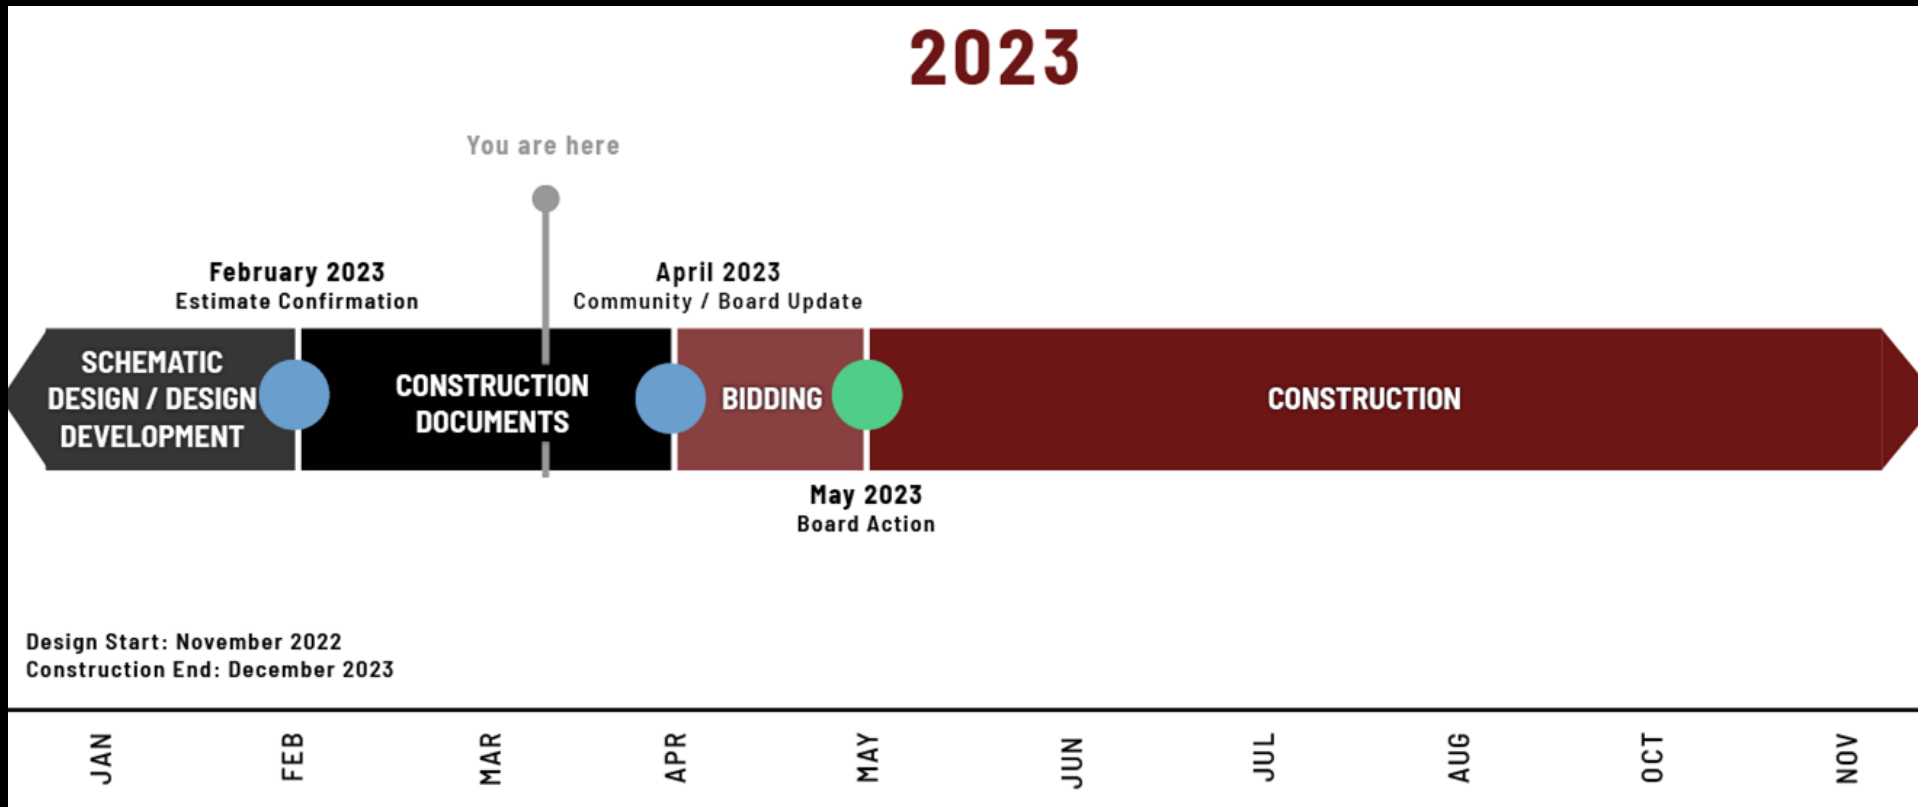 2023
You are here
February 2023
Estimate Confirmation
April 2023
Community / Board Update
SCHEMATIC
DESIGN / DESIGN
DEVELOPMENT
CONSTRUCTION
DOCUMENTS
BIDDING
CONSTRUCTION
May 2023
Board Action
Design Start: November 2022
Construction End: December 2023
JAN
FEB
MAR
APR
MAY
JUN
JUL
AUG
OCT
NOV